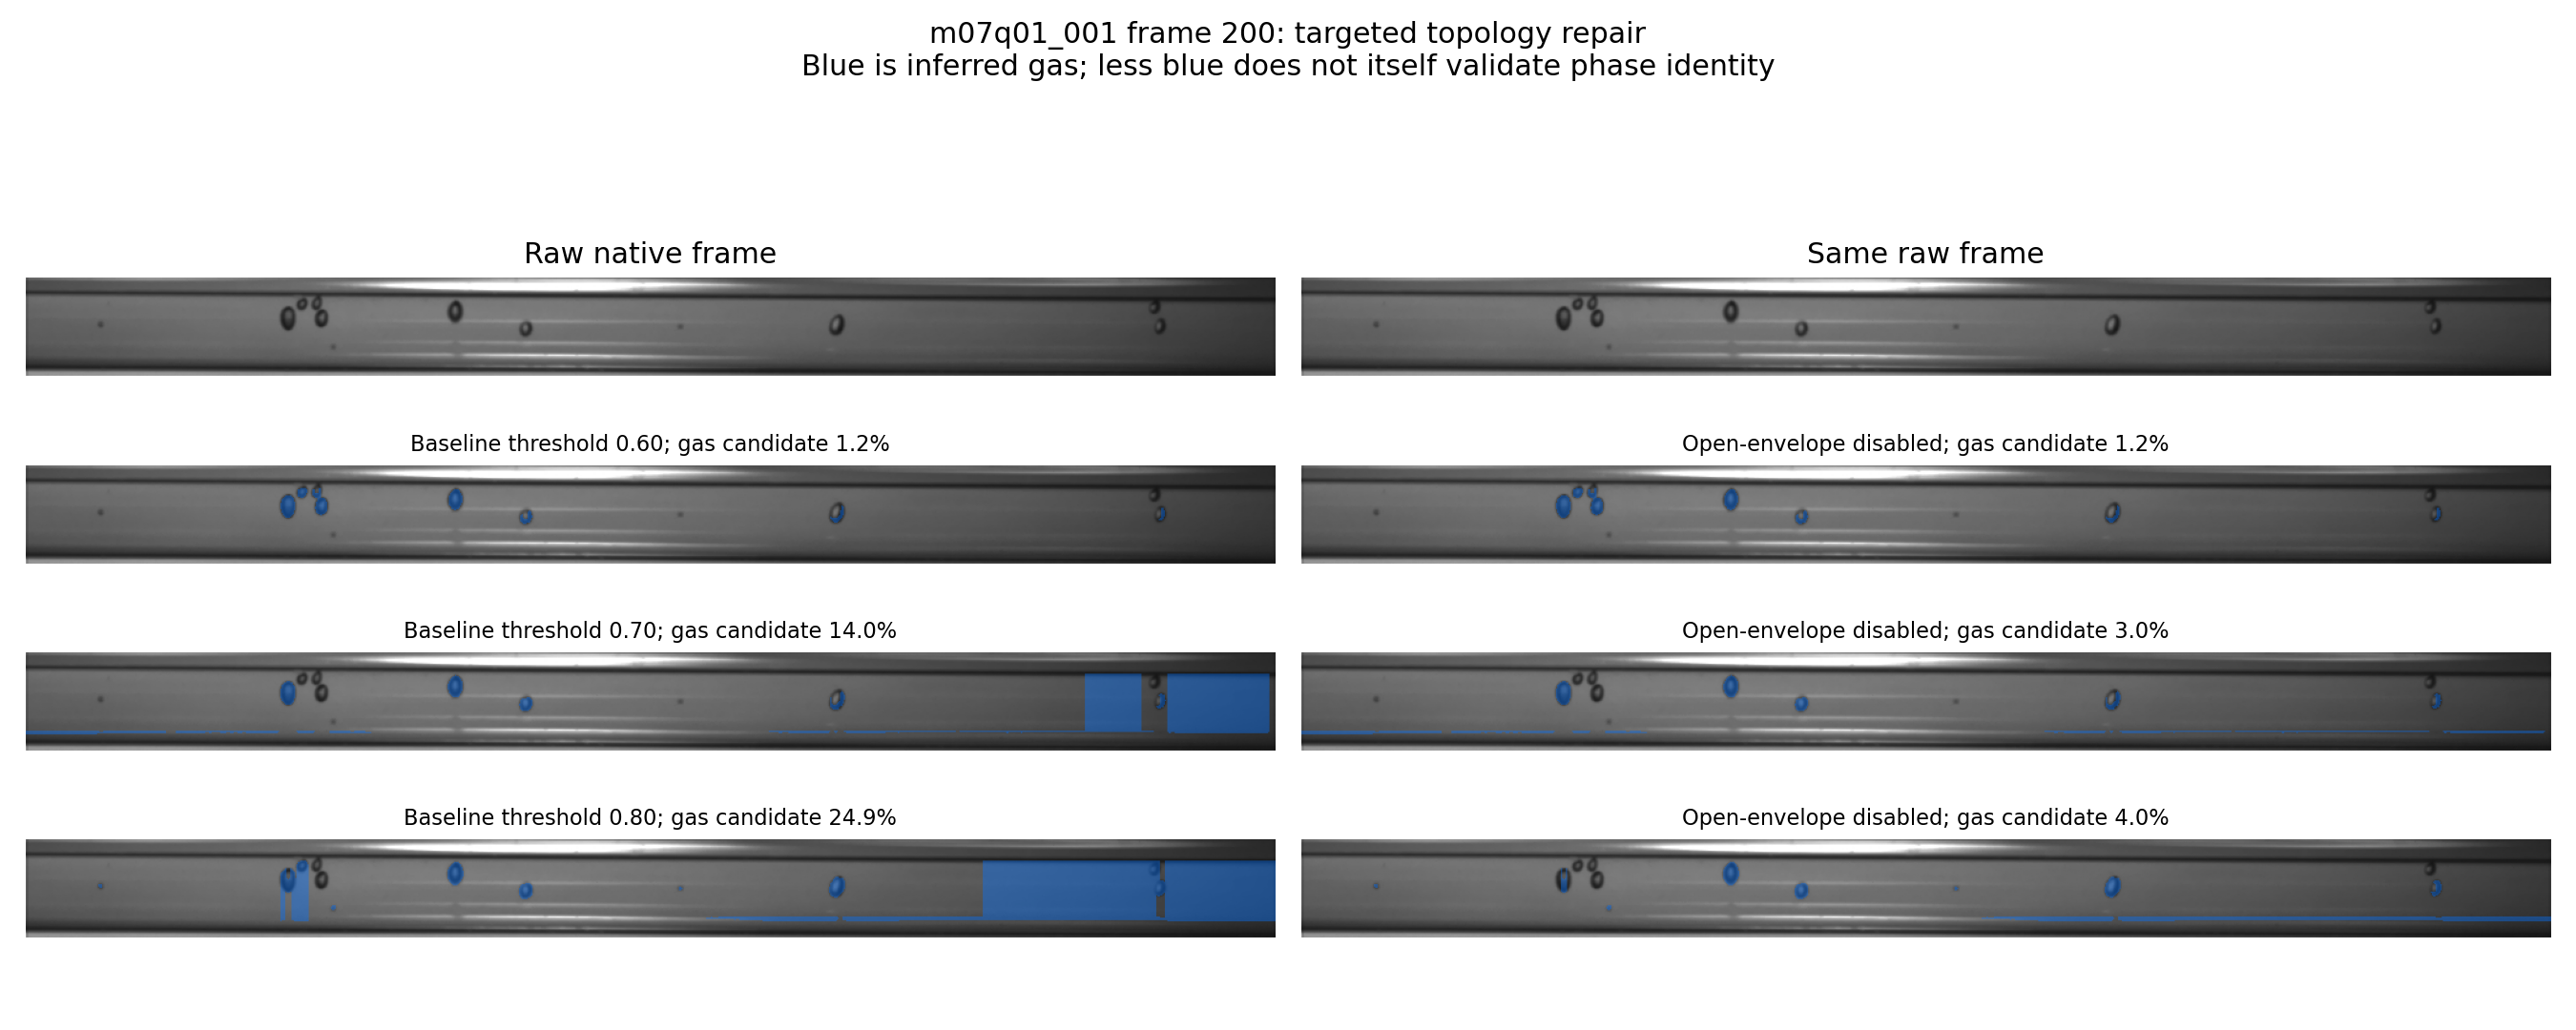 m07q01_001 frame 200: targeted topology repair
Blue is inferred gas; less blue does not itself validate phase identity
Raw native frame
Same raw frame
Baseline threshold 0.60; gas candidate 1.2%
Open-envelope disabled; gas candidate 1.2%
Baseline threshold 0.70; gas candidate 14.0%
Open-envelope disabled; gas candidate 3.0%
Baseline threshold 0.80; gas candidate 24.9%
Open-envelope disabled; gas candidate 4.0%